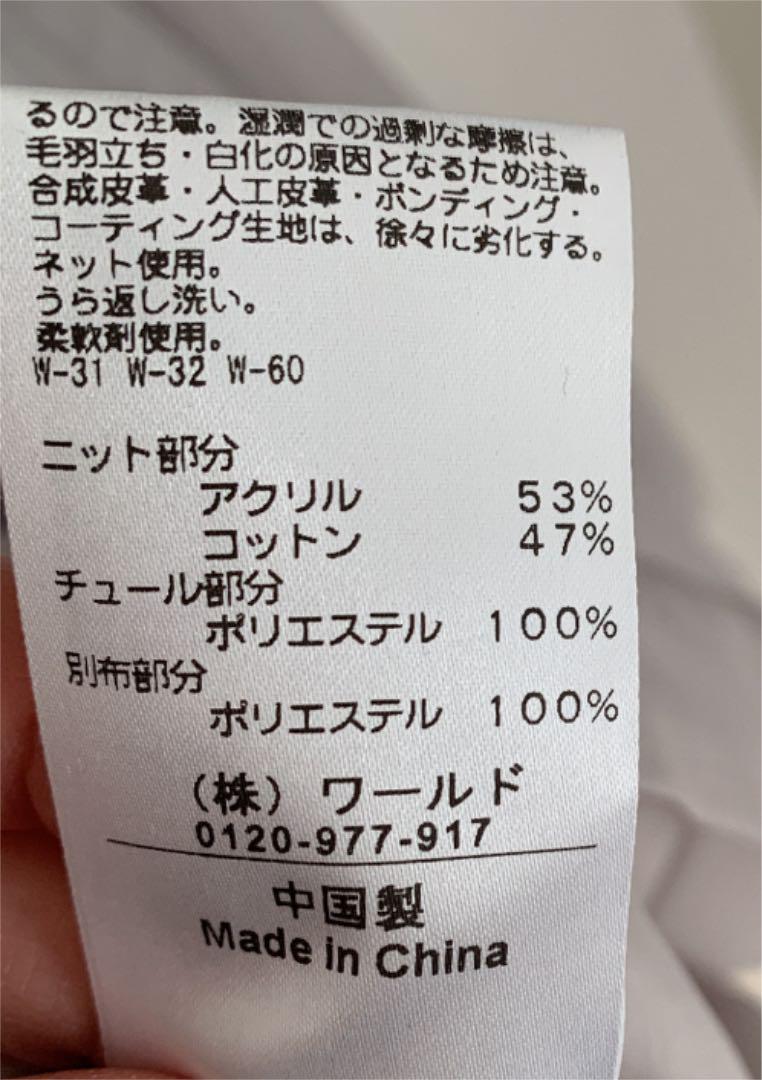 るので注意。湿潤での過剰な摩擦は、
毛羽立ち・白化の原因となるため注意。
合成皮革・人工皮革・ボンディング・
コーティング生地は、徐々に劣化する。
ネット使用。
うら返し洗い。
柔軟剤使用。
W-31 W-32 W-60
ニット部分
アクリル 53%
コットン 47%
チュール部分
ポリエステル 100%
別布部分
ポリエステル 100%
(株) ワールド
0120-977-917
中国製
Made in China